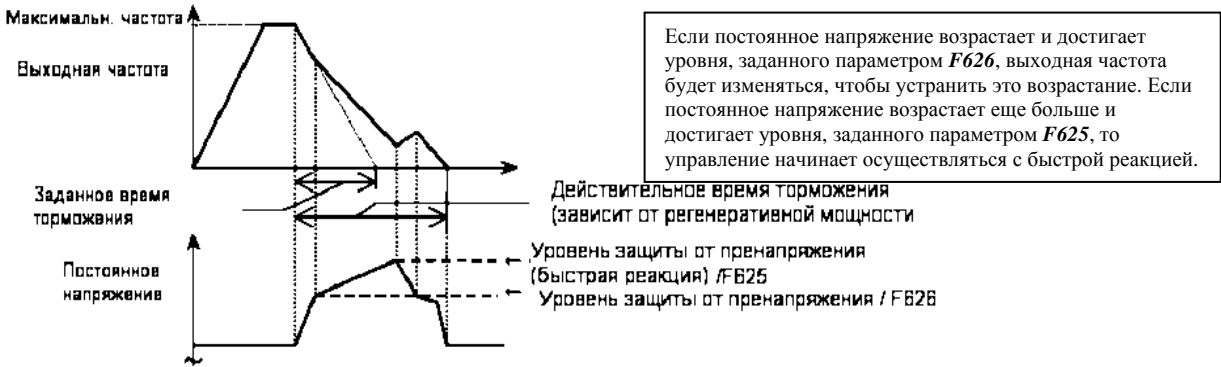 Максимальн. частота
Выходная частота
Если постоянное напряжение возрастает и достигает
уровня, заданного параметром F626, выходная частота
будет изменяться, чтобы устранить это возрастание. Если
постоянное напряжение возрастает еще больше и
достигает уровня, заданного параметром F625, то
управление начинает осуществляться с быстрой реакцией.
Заданное время
торможения
Действительное время торможения
(зависит от регенеративной мощности
Постоянное
напряжение
Уровень защиты от пренапряжения
(быстрая реакция) /F625
Уровень защиты от пренапряжения / F626